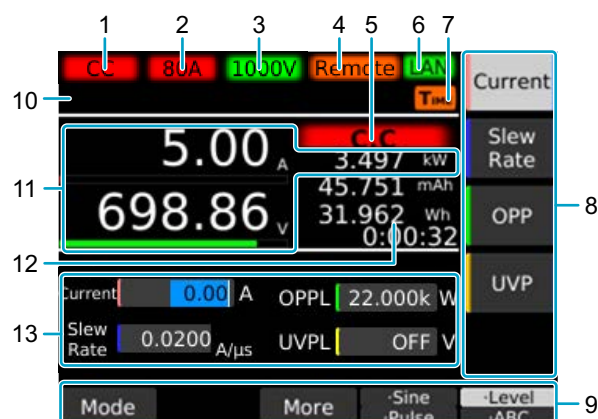 1 2 3 4 5 6 7
CC 80A 1000V Remote LAN
TIME
10
Current
5.00 A
C.C
3.497 kW
Slew
Rate
11
45.751 mAh
698.86 V
31.962 Wh
OPP
8
0:00:32
12
UVP
Current 0.00 A OPPL 22.000k W
13
Slew
Rate 0.0200 A/µs UVPL OFF V
Mode More ·Sine
·Pulse
·Level
·ABC
9